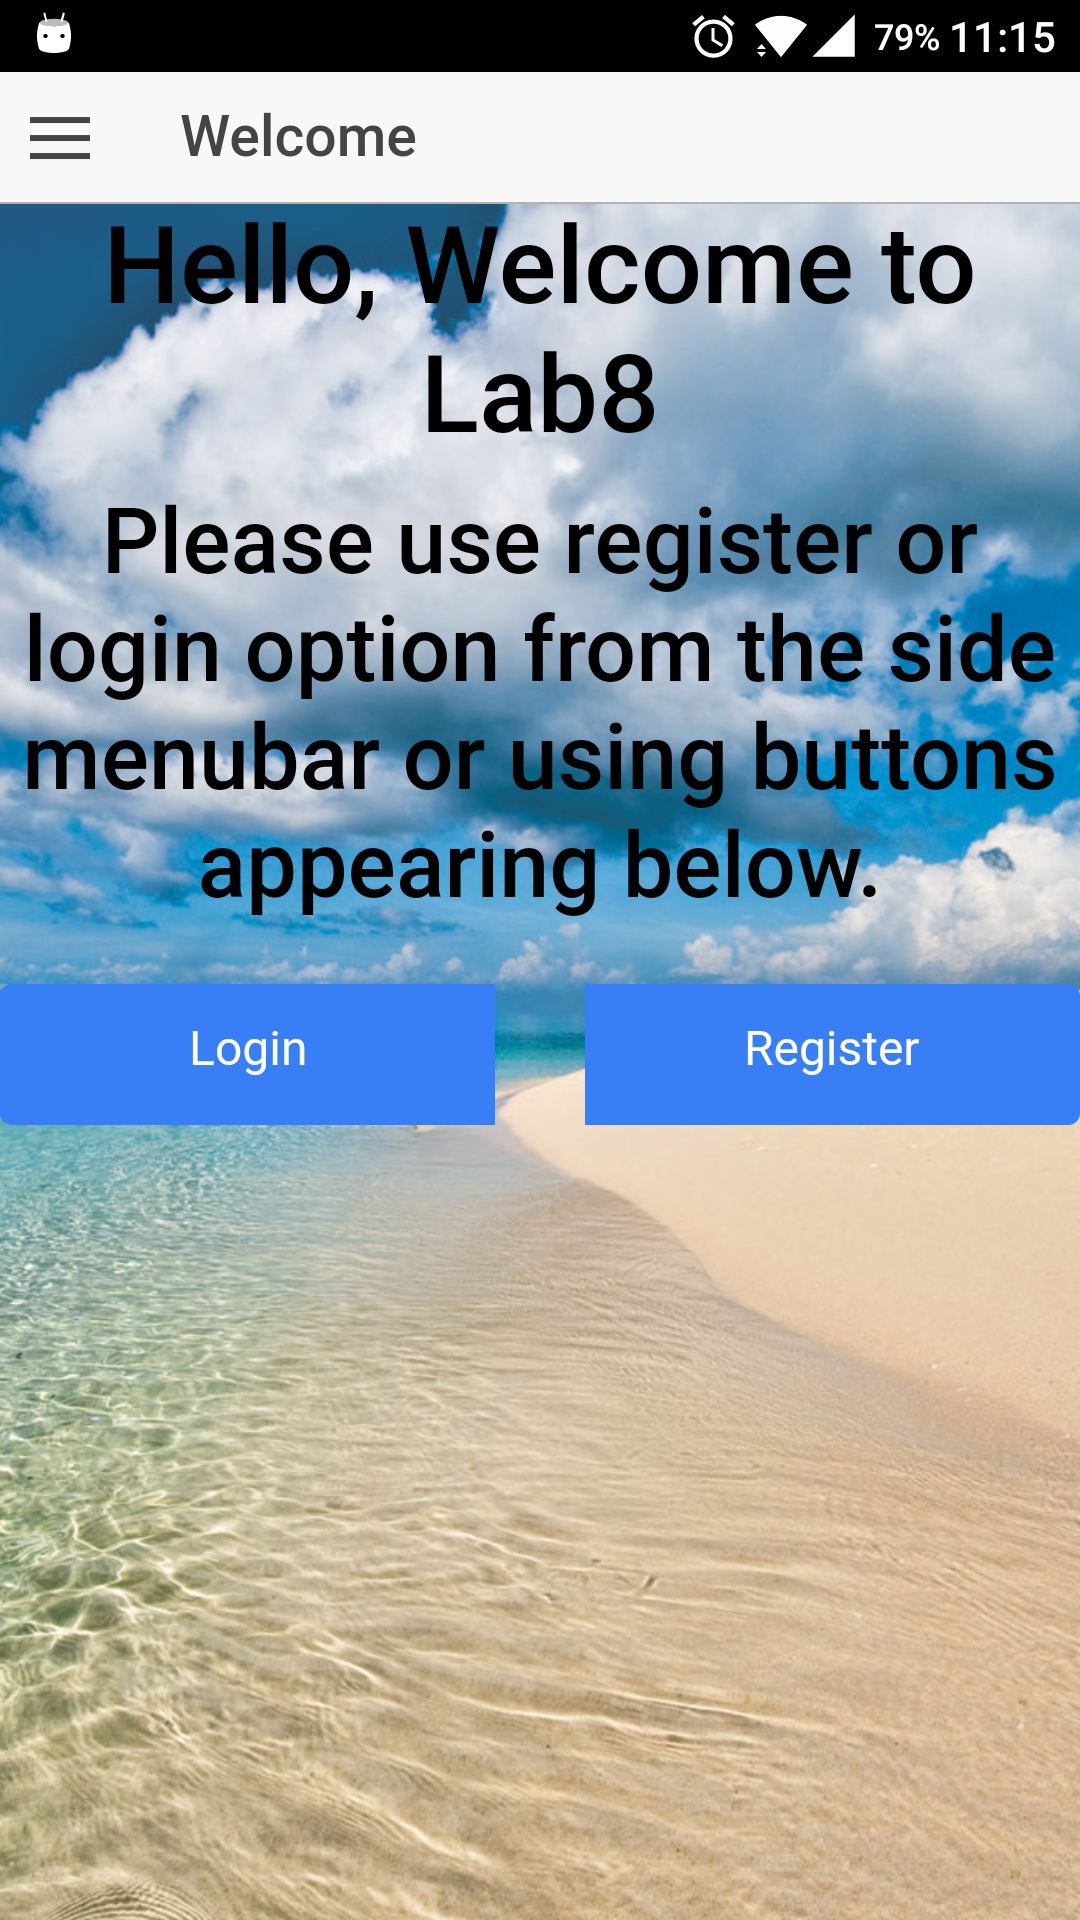 79% 11:15
Welcome
Hello, Welcome to
Lab8
Please use register or
login option from the side
menubar or using buttons
appearing below.
Login
Register